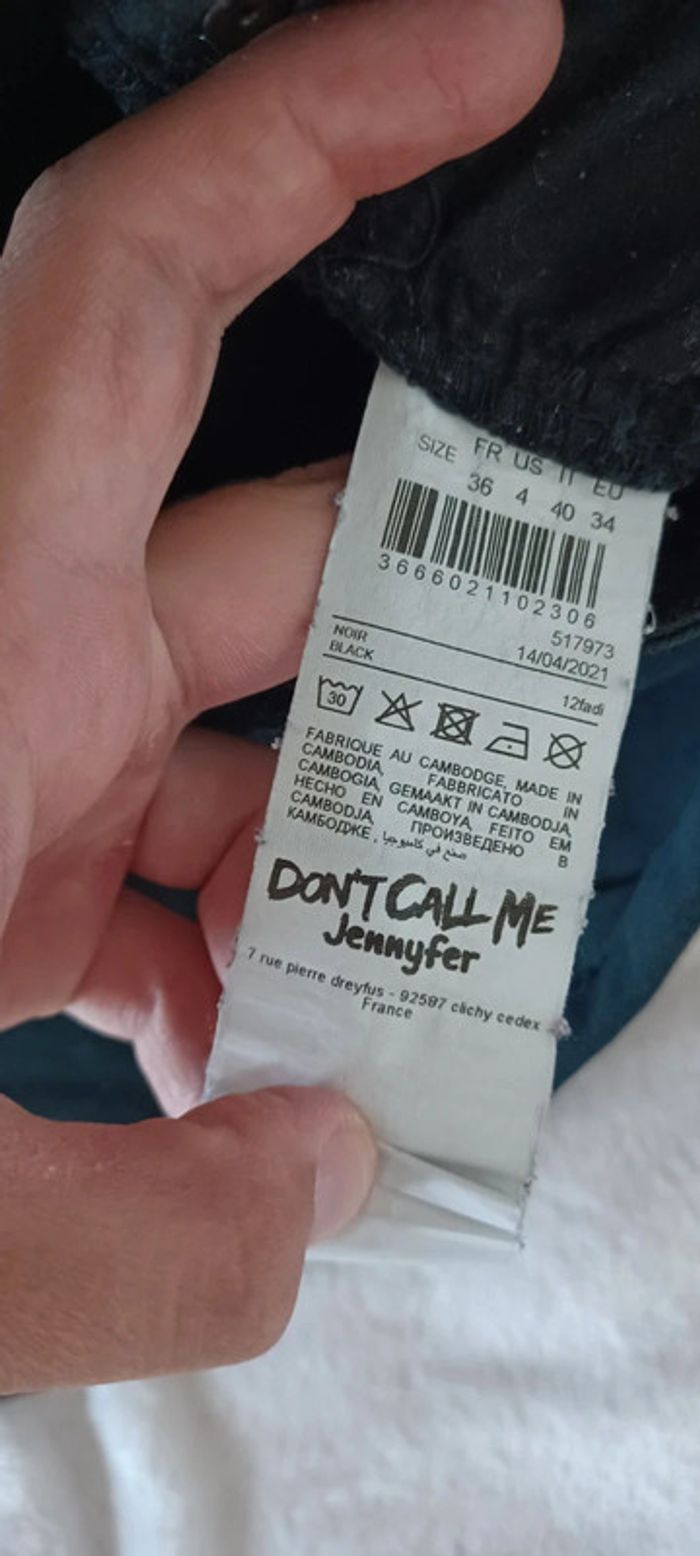 SIZE FR US IT EU
36 4 40 34
3666021102306
517973
NOIR 14/04/2021
BLACK
12fadi
30
FABRIQUE AU CAMBODGE, MADE IN
CAMBODIA, FABBRICATO IN
CAMBOGIA, GEMAAKT IN CAMBODJA,
HECHO EN CAMBOYA, FEITO EM
CAMBODJA, ПРОИЗВЕДЕНО В
КАМБОДЖЕ, صنع في كامبوديا
DON'T CALL ME
Jennyfer
7 rue pierre dreyfus - 92587 clichy cedex
France